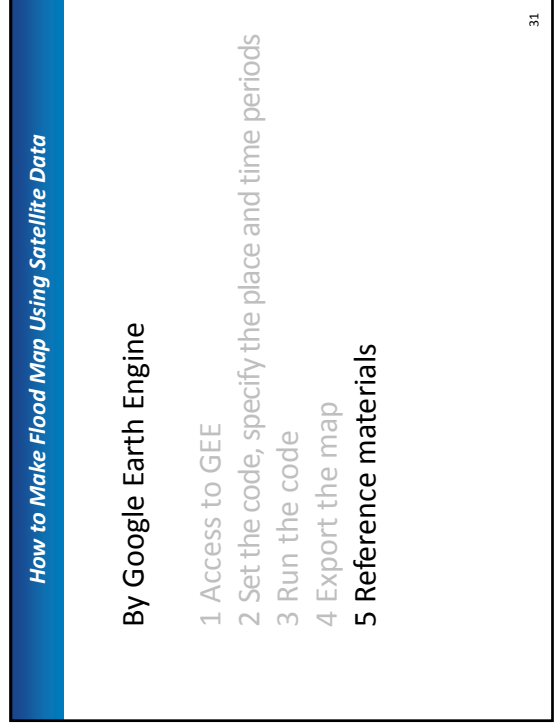 How to Make Flood Map Using Satellite Data
By Google Earth Engine
1 Access to GEE
2 Set the code, specify the place and time periods
3 Run the code
4 Export the map
5 Reference materials
31